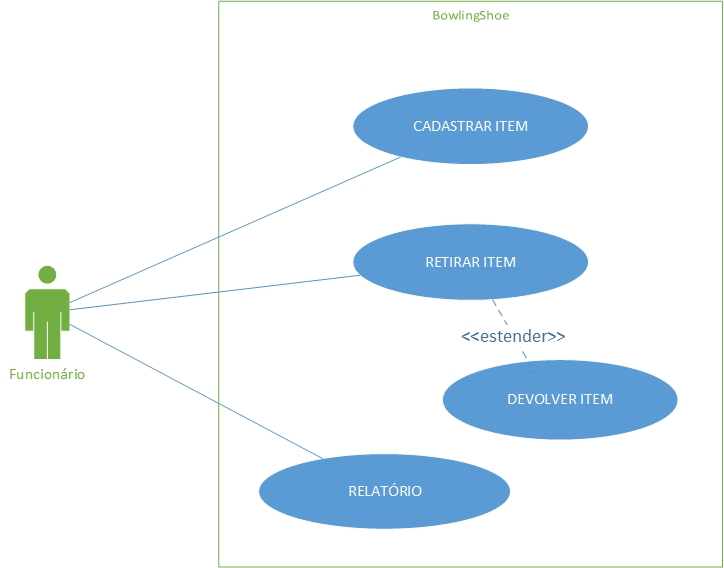 BowlingShoe
CADASTRAR ITEM
RETIRAR ITEM
<<estender>>
Funcionário
DEVOLVER ITEM
RELATÓRIO